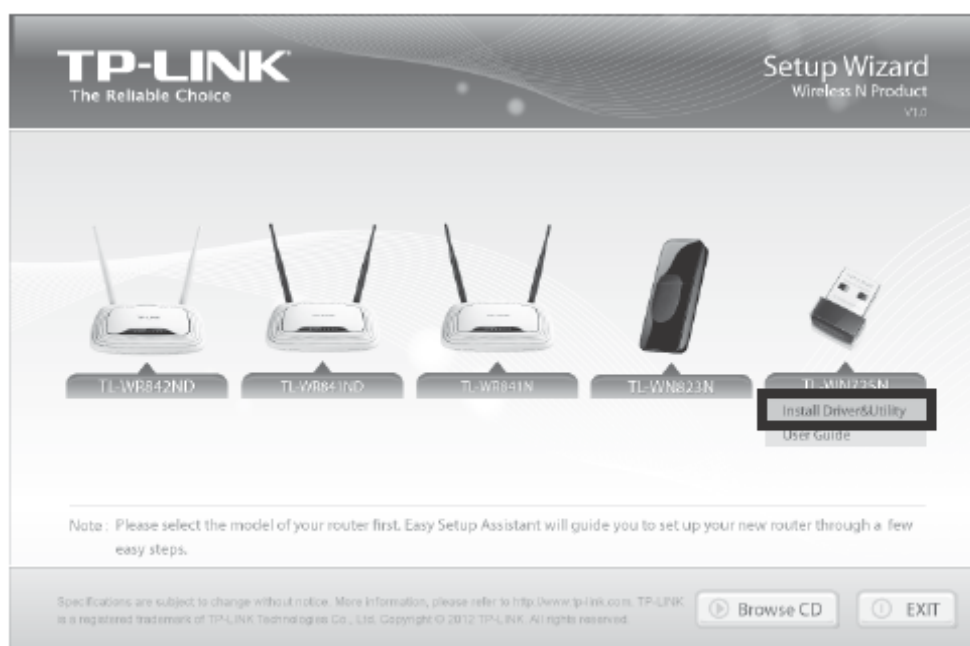 TP-LINK
The Reliable Choice
Setup Wizard
Wireless N Product
V1.0
TL-WR842ND
TL-WR841ND
TL-WR841N
TL-WN823N
TL-WN725N
Install Driver&Utility
User Guide
Note : Please select the model of your router first. Easy Setup Assistant will guide you to set up your new router through a few
easy steps.
Specifications are subject to change without notice. More information, please refer to http://www.tp-link.com. TP-LINK
is a registered trademark of TP-LINK Technologies Co., Ltd. Copyright © 2012 TP-LINK. All rights reserved.
Browse CD
EXIT